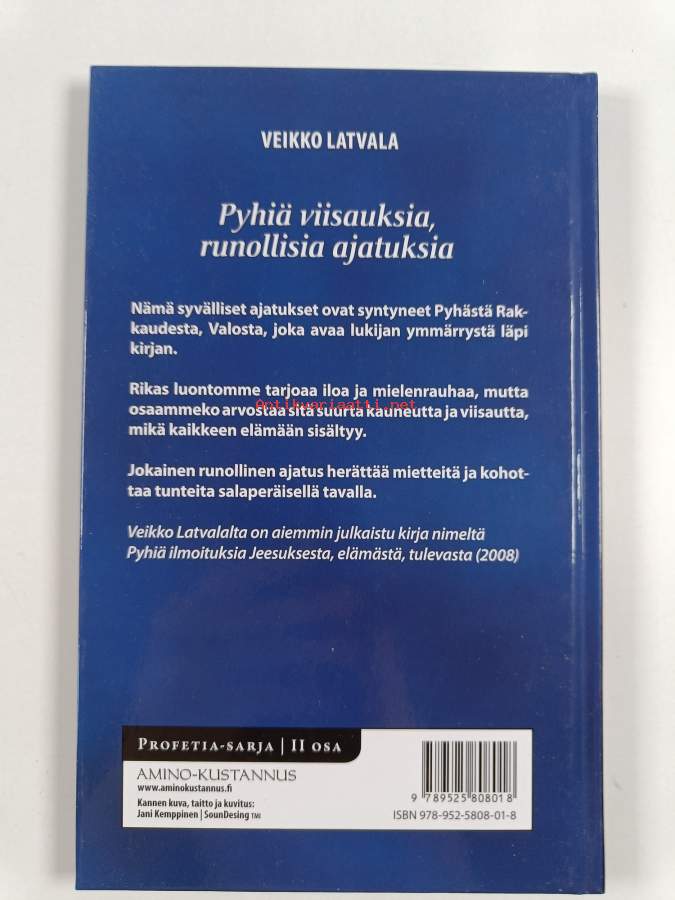 VEIKKO LATVALA
Pyhiä viisauksia,
runollisia ajatuksia
Nämä syvälliset ajatukset ovat syntyneet Pyhästä Rak-
kaudesta, Valosta, joka avaa lukijan ymmärrystä läpi
kirjan.
Rikas luontomme tarjoaa iloa ja mielenrauhaa, mutta
Antikvariaatti.net
osaammeko arvostaa sitä suurta kauneutta ja viisautta,
mikä kaikkeen elämään sisältyy.
Jokainen runollinen ajatus herättää mietteitä ja kohot-
taa tunteita salaperäisellä tavalla.
Veikko Latvalalta on aiemmin julkaistu kirja nimeltä
Pyhiä ilmoituksia Jeesuksesta, elämästä, tulevasta (2008)
PROFETIA-SARJA | II OSA
AMINO-KUSTANNUS
www.aminokustannus.fi
Kannen kuva, taitto ja kuvitus:
Jani Kemppinen | SounDesing TMI
9 789525 808018
ISBN 978-952-5808-01-8